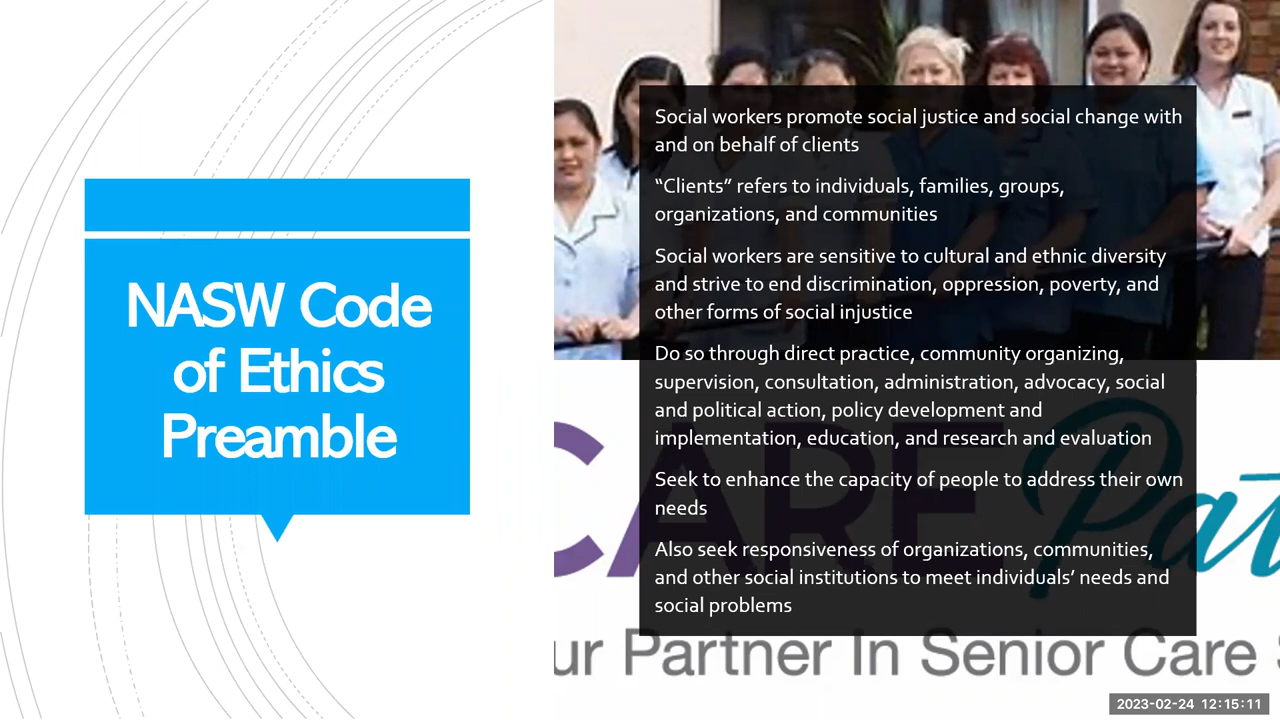 NASW Code
of Ethics
Preamble
Social workers promote social justice and social change with
and on behalf of clients
“Clients” refers to individuals, families, groups,
organizations, and communities
Social workers are sensitive to cultural and ethnic diversity
and strive to end discrimination, oppression, poverty, and
other forms of social injustice
Do so through direct practice, community organizing,
supervision, consultation, administration, advocacy, social
and political action, policy development and
implementation, education, and research and evaluation
Seek to enhance the capacity of people to address their own
needs
Also seek responsiveness of organizations, communities,
and other social institutions to meet individuals’ needs and
social problems
CARE Pat
ur Partner In Senior Care S
2023-02-24 12:15:11